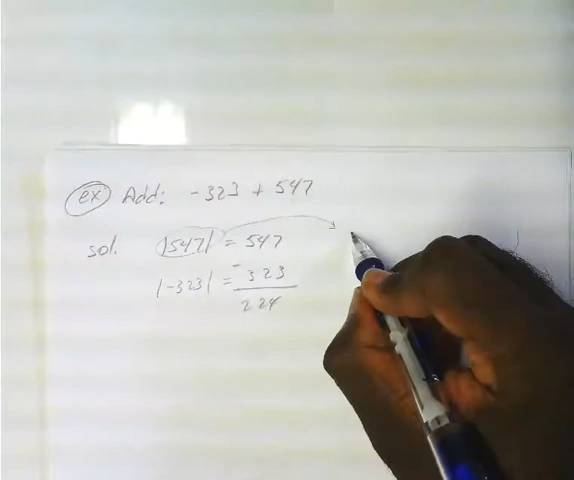 ex Add: -323 + 547
sol. |547| = 547
|-323| = - 323
224